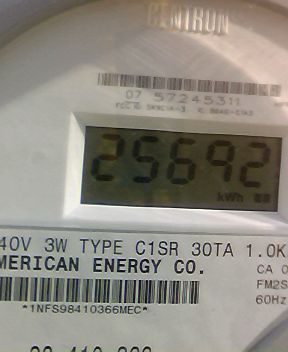 CENTRON
07 57245311
25692
kWh
40V 3W TYPE C1SR 30TA 1.0K
MERICAN ENERGY CO.
CA 0
FM2S
60Hz
*1NFS98410366MEC*